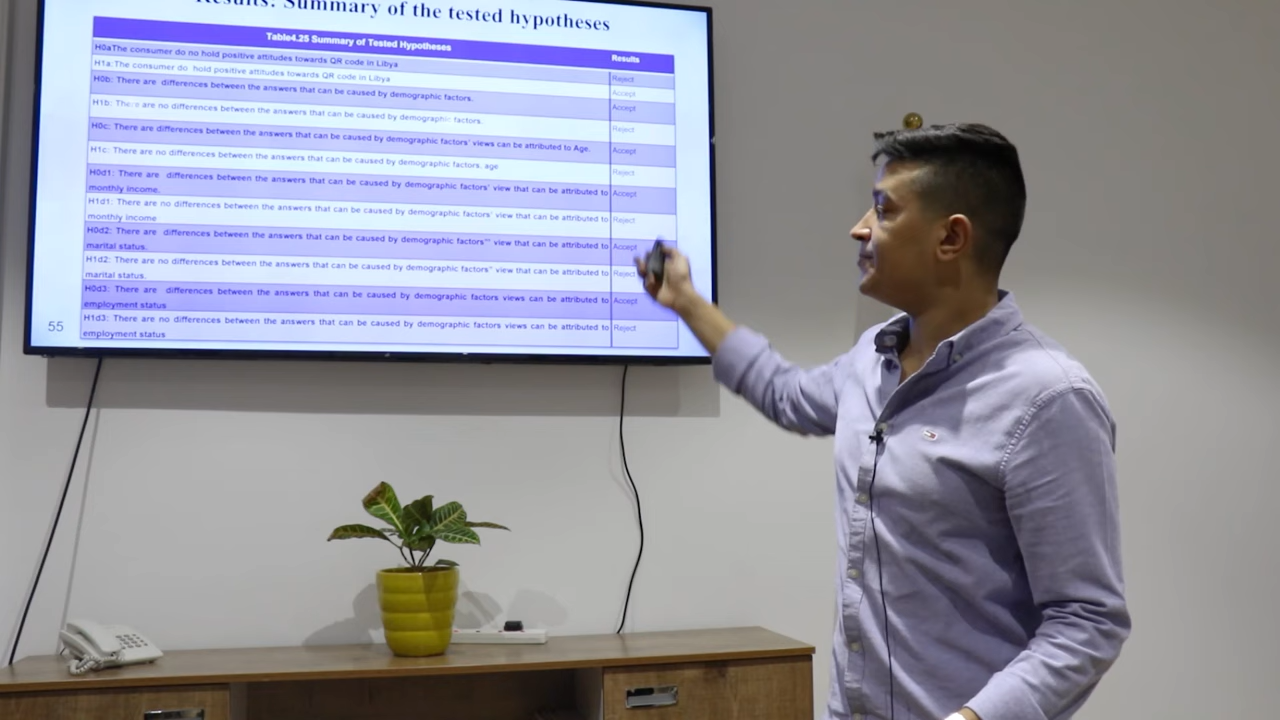 Results: Summary of the tested hypotheses
Table4.25 Summary of Tested Hypotheses
Results
H0aThe consumer do no hold positive attitudes towards QR code in Libya
Reject
H1a:The consumer do hold positive attitudes towards QR code in Libya
Accept
H0b: There are differences between the answers that can be caused by demographic factors.
Accept
H1b: There are no differences between the answers that can be caused by demographic factors.
Reject
H0c: There are differences between the answers that can be caused by demographic factors' views can be attributed to Age.
Accept
H1c: There are no differences between the answers that can be caused by demographic factors, age
Reject
H0d1: There are differences between the answers that can be caused by demographic factors' view that can be attributed to
monthly income.
Accept
H1d1: There are no differences between the answers that can be caused by demographic factors' view that can be attributed to
monthly income
Reject
H0d2: There are differences between the answers that can be caused by demographic factors"' view that can be attributed to
marital status.
Accept
H1d2: There are no differences between the answers that can be caused by demographic factors" view that can be attributed to
marital status.
Reject
H0d3: There are differences between the answers that can be caused by demographic factors views can be attributed to
employment status
Accept
H1d3: There are no differences between the answers that can be caused by demographic factors views can be attributed to
employment status
Reject
55